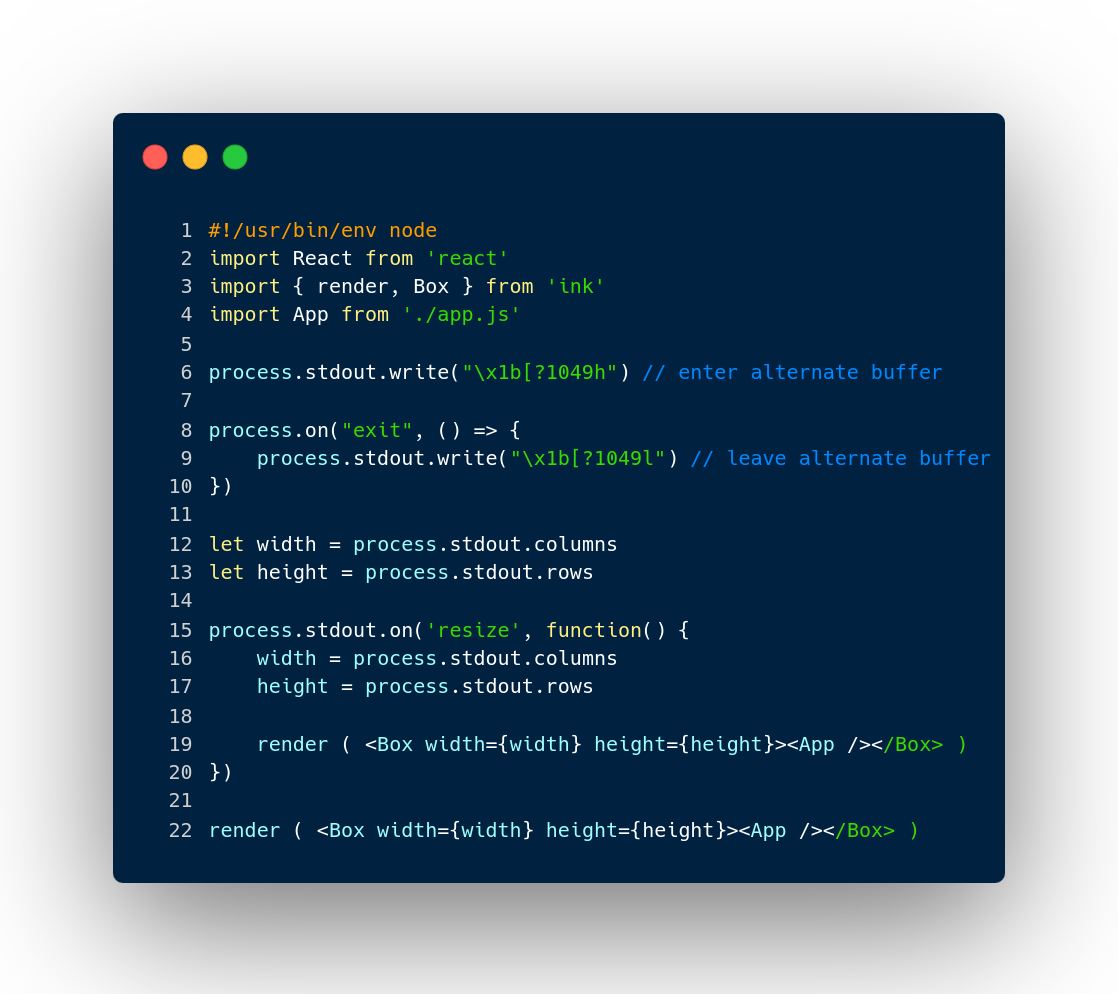 1 #!/usr/bin/env node
2 import React from 'react'
3 import { render, Box } from 'ink'
4 import App from './app.js'
5
6 process.stdout.write("\x1b[?1049h") // enter alternate buffer
7
8 process.on("exit", () => {
9     process.stdout.write("\x1b[?1049l") // leave alternate buffer
10 })
11
12 let width = process.stdout.columns
13 let height = process.stdout.rows
14
15 process.stdout.on('resize', function() {
16     width = process.stdout.columns
17     height = process.stdout.rows
18
19     render ( <Box width={width} height={height}><App /></Box> )
20 })
21
22 render ( <Box width={width} height={height}><App /></Box> )